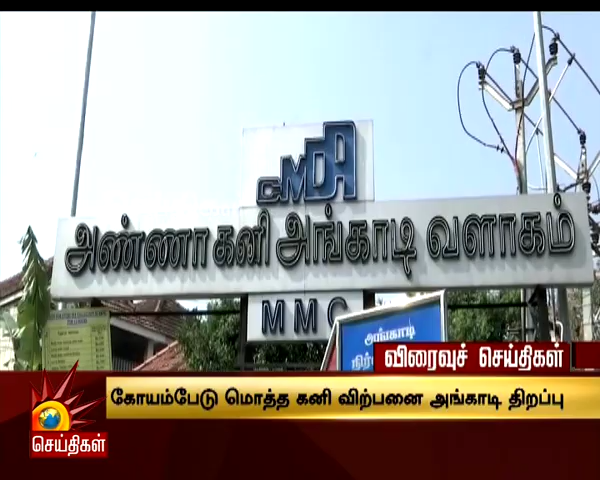 CMDA
அண்ணா கனி அங்காடி வளாகம்
MMC
அங்காடி
விரைவுச் செய்திகள்
கோயம்பேடு மொத்த கனி விற்பனை அங்காடி திறப்பு
செய்திகள்